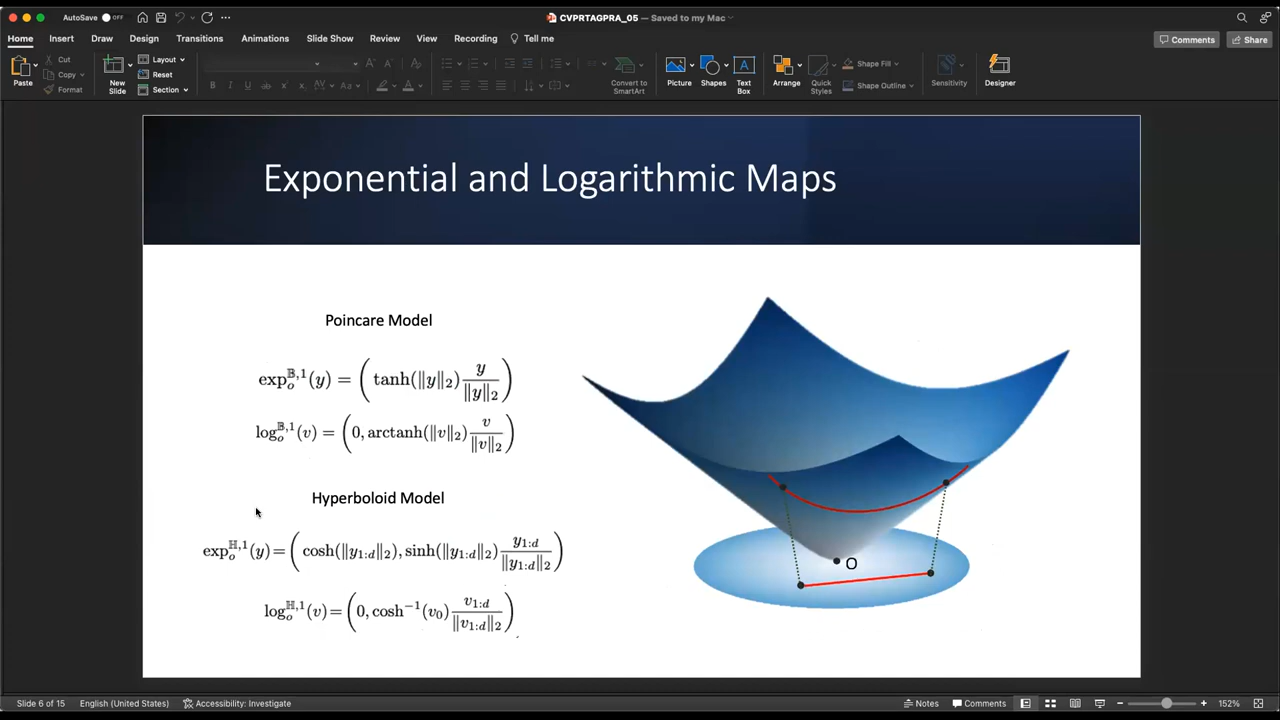 AutoSave OFF
CVPRTAGPRA_05 — Saved to my Mac
Home Insert Draw Design Transitions Animations Slide Show Review View Recording Tell me
Comments Share
Paste
Cut
Copy
Format
New Slide
Layout
Reset
Section
Convert to SmartArt
Picture
Shapes
Text Box
Arrange
Quick Styles
Shape Fill
Shape Outline
Sensitivity
Designer
Exponential and Logarithmic Maps
Poincare Model
exp_o^{𝔹,1}(y) = ( tanh(‖y‖_2) y/‖y‖_2 )
log_o^{𝔹,1}(v) = ( 0, arctanh(‖v‖_2) v/‖v‖_2 )
Hyperboloid Model
exp_o^{ℍ,1}(y) = ( cosh(‖y_{1:d}‖_2), sinh(‖y_{1:d}‖_2) y_{1:d}/‖y_{1:d}‖_2 )
log_o^{ℍ,1}(v) = ( 0, cosh^{-1}(v_0) v_{1:d}/‖v_{1:d}‖_2 )
O
Slide 6 of 15 English (United States) Accessibility: Investigate Notes Comments 152%